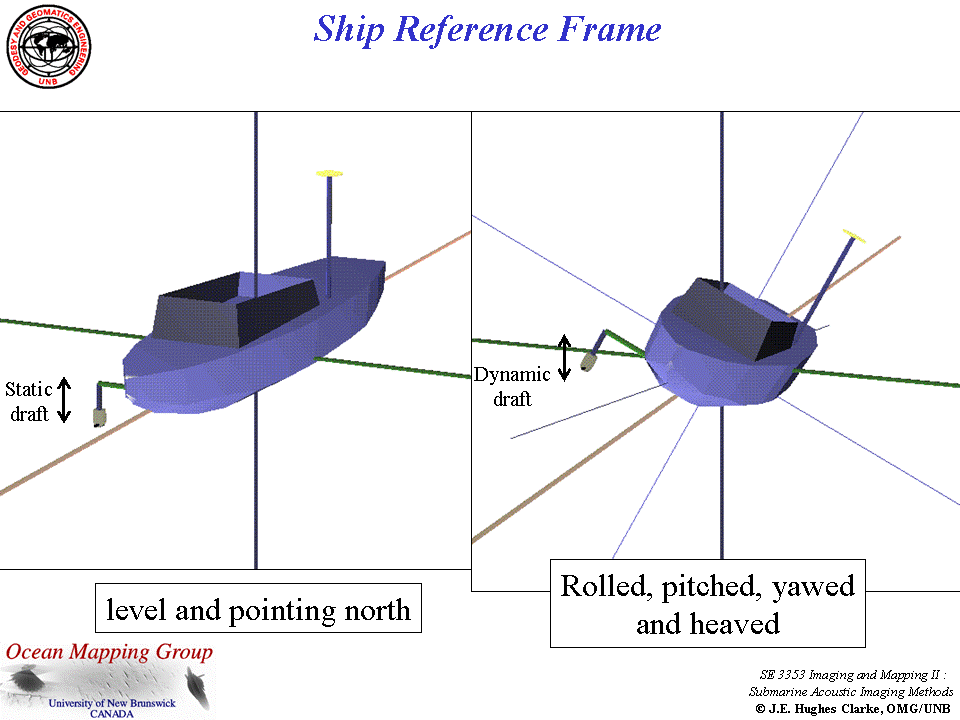 Ship Reference Frame
GEODESY AND GEOMATICS ENGINEERING
UNB
Static
draft
Dynamic
draft
level and pointing north
Rolled, pitched, yawed
and heaved
Ocean Mapping Group
University of New Brunswick
CANADA
SE 3353 Imaging and Mapping II :
Submarine Acoustic Imaging Methods
© J.E. Hughes Clarke, OMG/UNB